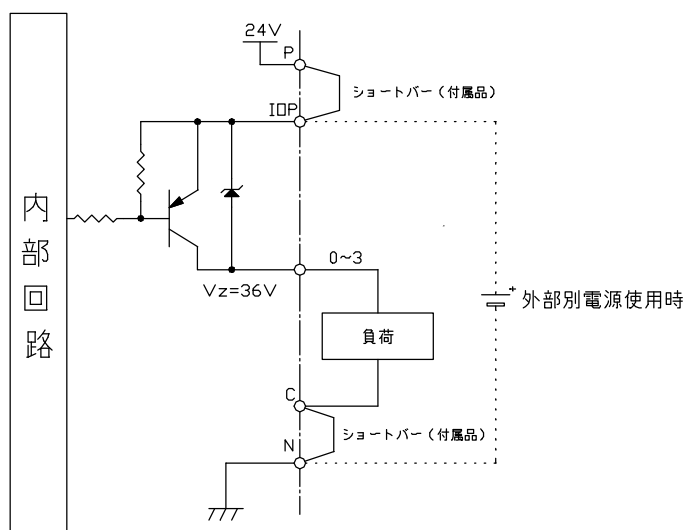 24V
P
ショートバー（付属品）
IOP
内部回路
0~3
Vz=36V
+
外部別電源使用時
負荷
C
ショートバー（付属品）
N